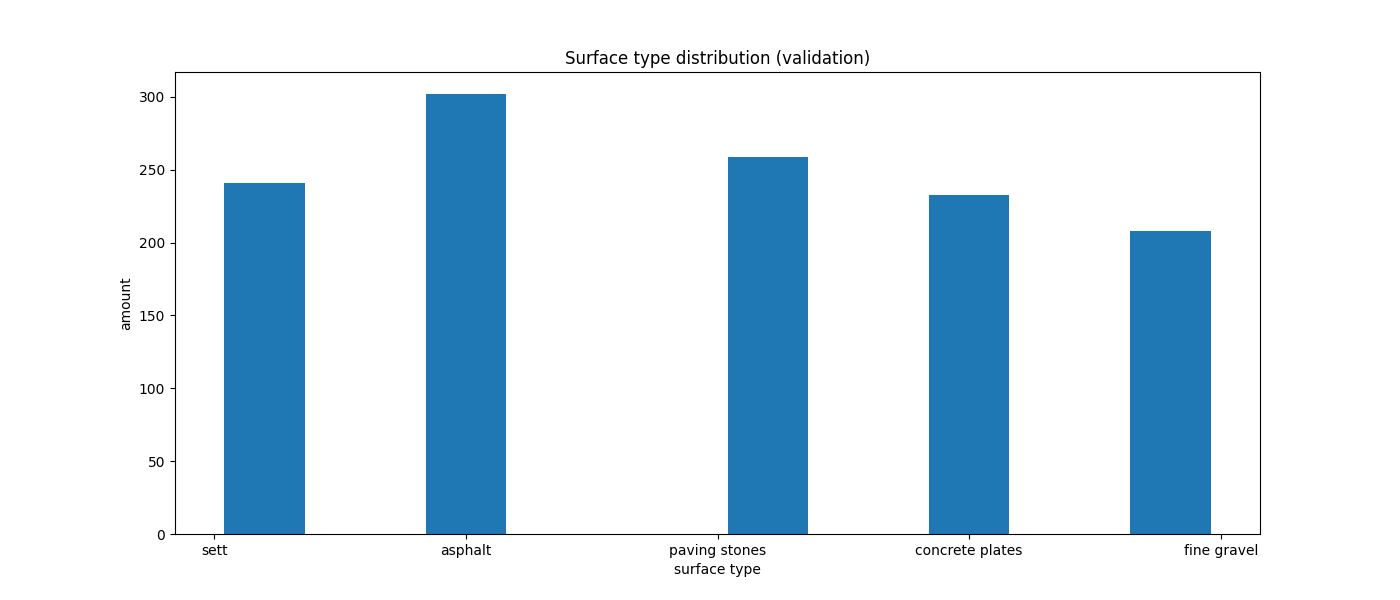 Surface type distribution (validation)
300
250
200
150
100
50
0
amount
sett
asphalt
paving stones
concrete plates
fine gravel
surface type